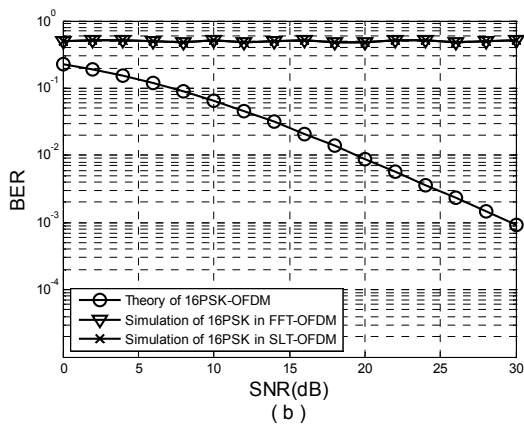 10^0
10^-1
10^-2
10^-3
10^-4
BER
Theory of 16PSK-OFDM
Simulation of 16PSK in FFT-OFDM
Simulation of 16PSK in SLT-OFDM
0 5 10 15 20 25 30
SNR(dB)
( b )